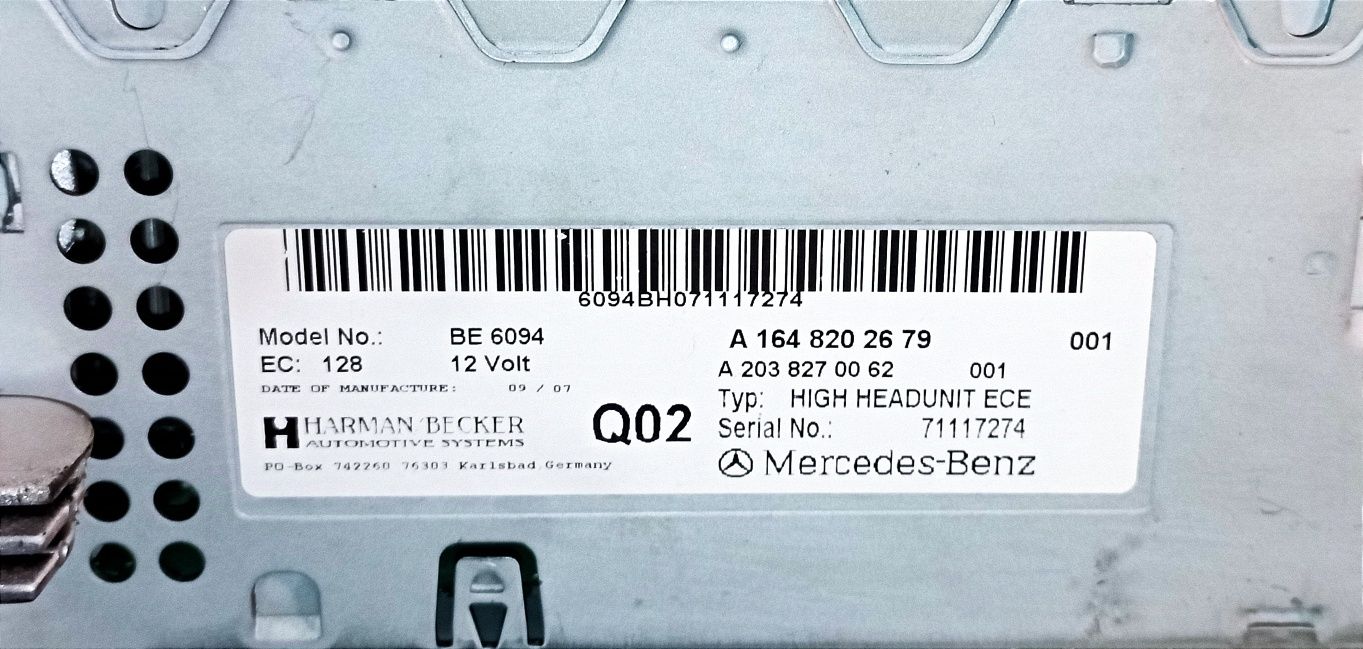 6094BH071117274
Model No.: BE 6094 A 164 820 2679 001
EC: 128 12 Volt A 203 827 00 62 001
DATE OF MANUFACTURE: 09 / 07 Typ: HIGH HEADUNIT ECE
HARMAN/BECKER Q02 Serial No.: 71117274
AUTOMOTIVE SYSTEMS
PO-Box 742260 76303 Karlsbad,Germany Mercedes-Benz